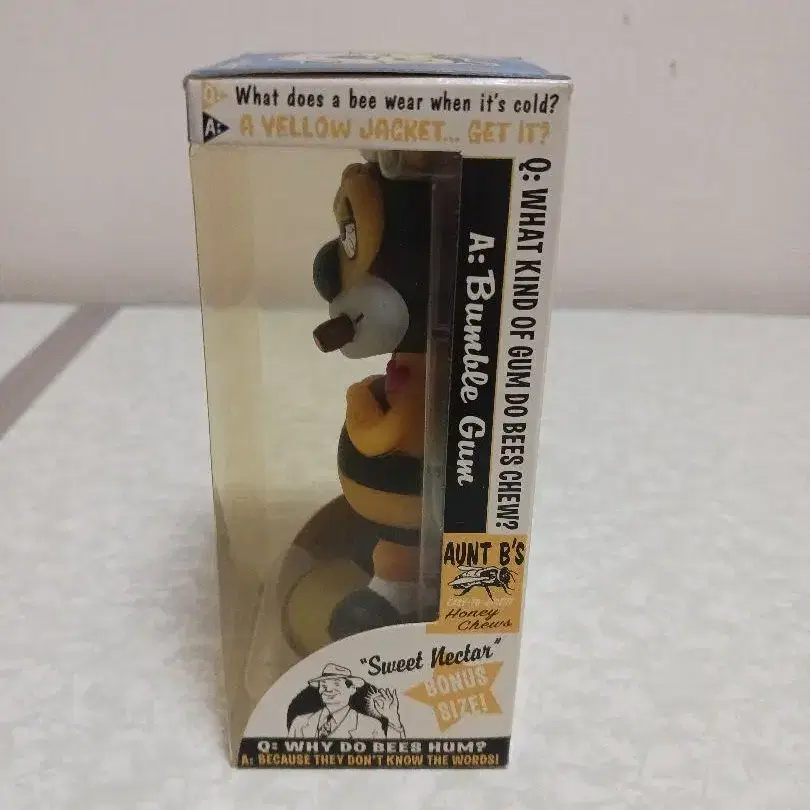 Q: What does a bee wear when it's cold?
A: A YELLOW JACKET... GET IT?
Q: WHAT KIND OF GUM DO BEES CHEW?
A: Bumble Gum
AUNT B'S
Honey
Chews
"Sweet Nectar"
BONUS
SIZE!
Q: WHY DO BEES HUM?
A: BECAUSE THEY DON'T KNOW THE WORDS!